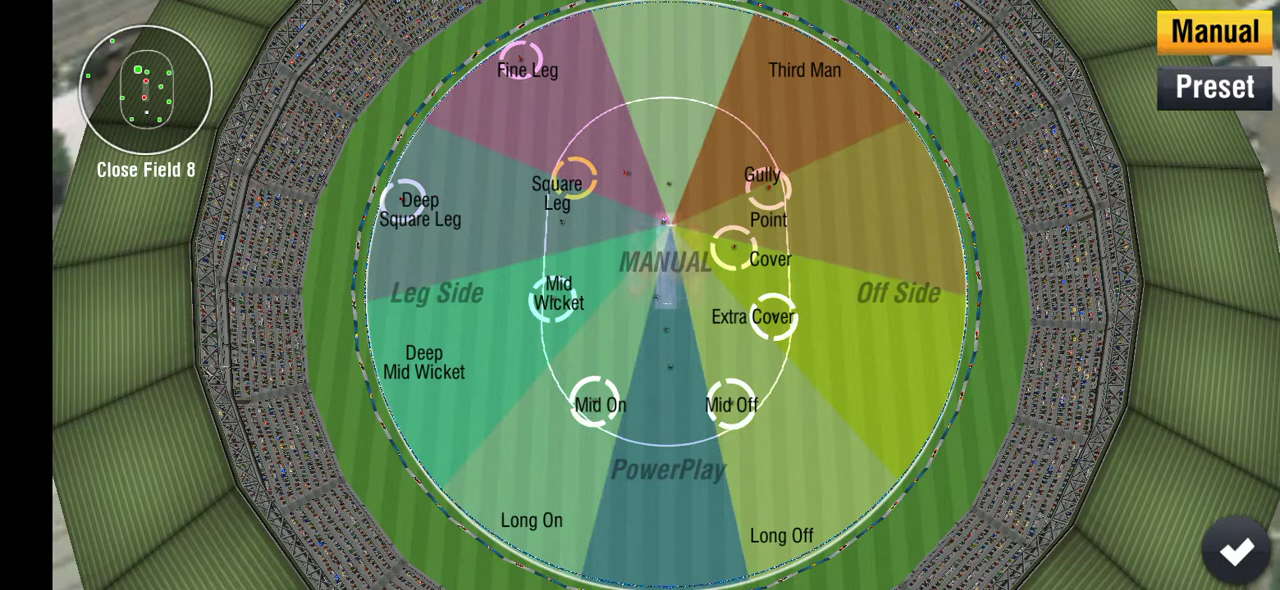 Manual
Preset
Close Field 8
Fine Leg
Third Man
Square
Leg
Gully
Deep
Square Leg
Point
MANUAL
Cover
Leg Side
Mid
Wicket
Off Side
Extra Cover
Deep
Mid Wicket
Mid On
Mid Off
PowerPlay
Long On
Long Off